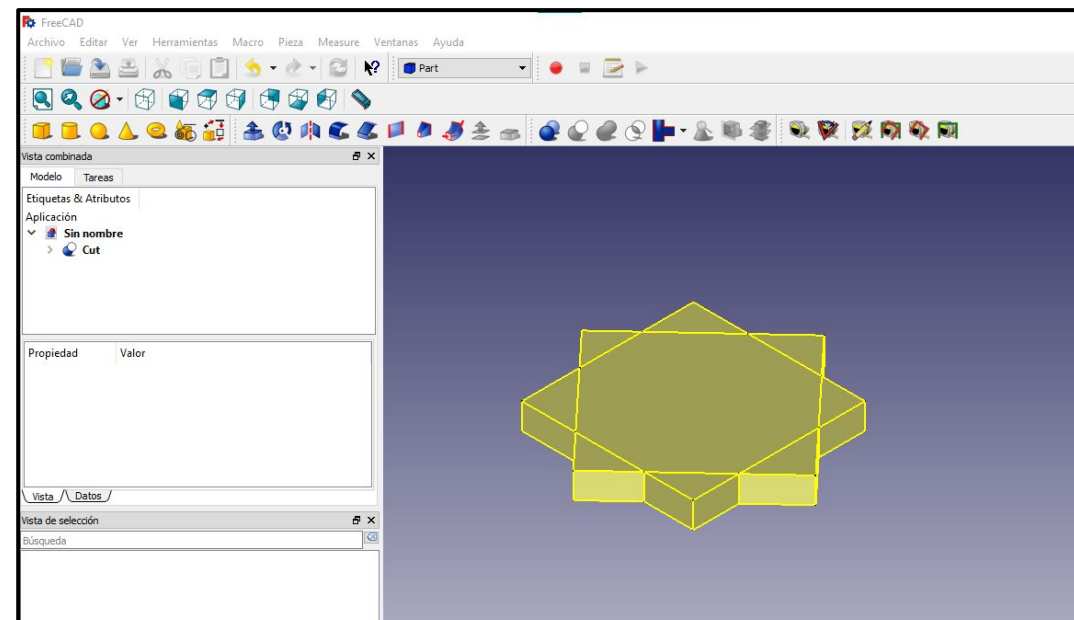 FreeCAD
Archivo Editar Ver Herramientas Macro Pieza Measure Ventanas Ayuda
Part
Vista combinada
Modelo Tareas
Etiquetas & Atributos
Aplicación
Sin nombre
Cut
Propiedad Valor
Vista Datos
Vista de selección
Búsqueda